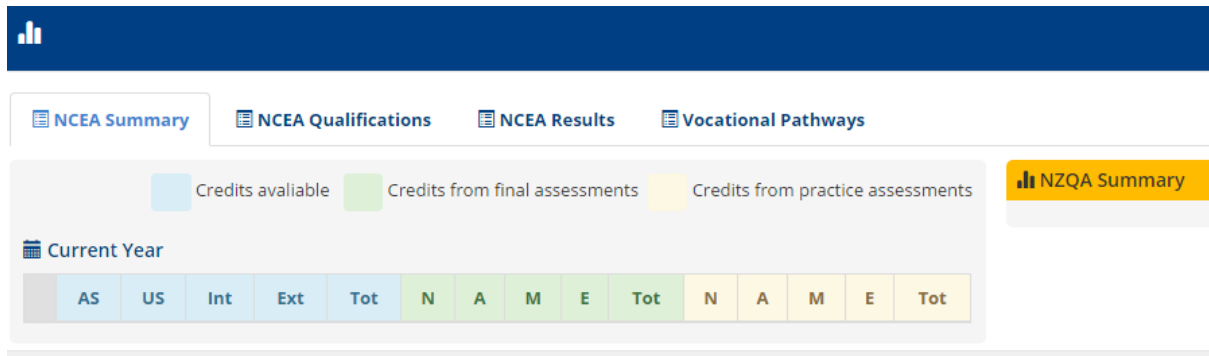 NCEA Summary NCEA Qualifications NCEA Results Vocational Pathways
Credits avaliable Credits from final assessments Credits from practice assessments
NZQA Summary
Current Year
AS US Int Ext Tot N A M E Tot N A M E Tot